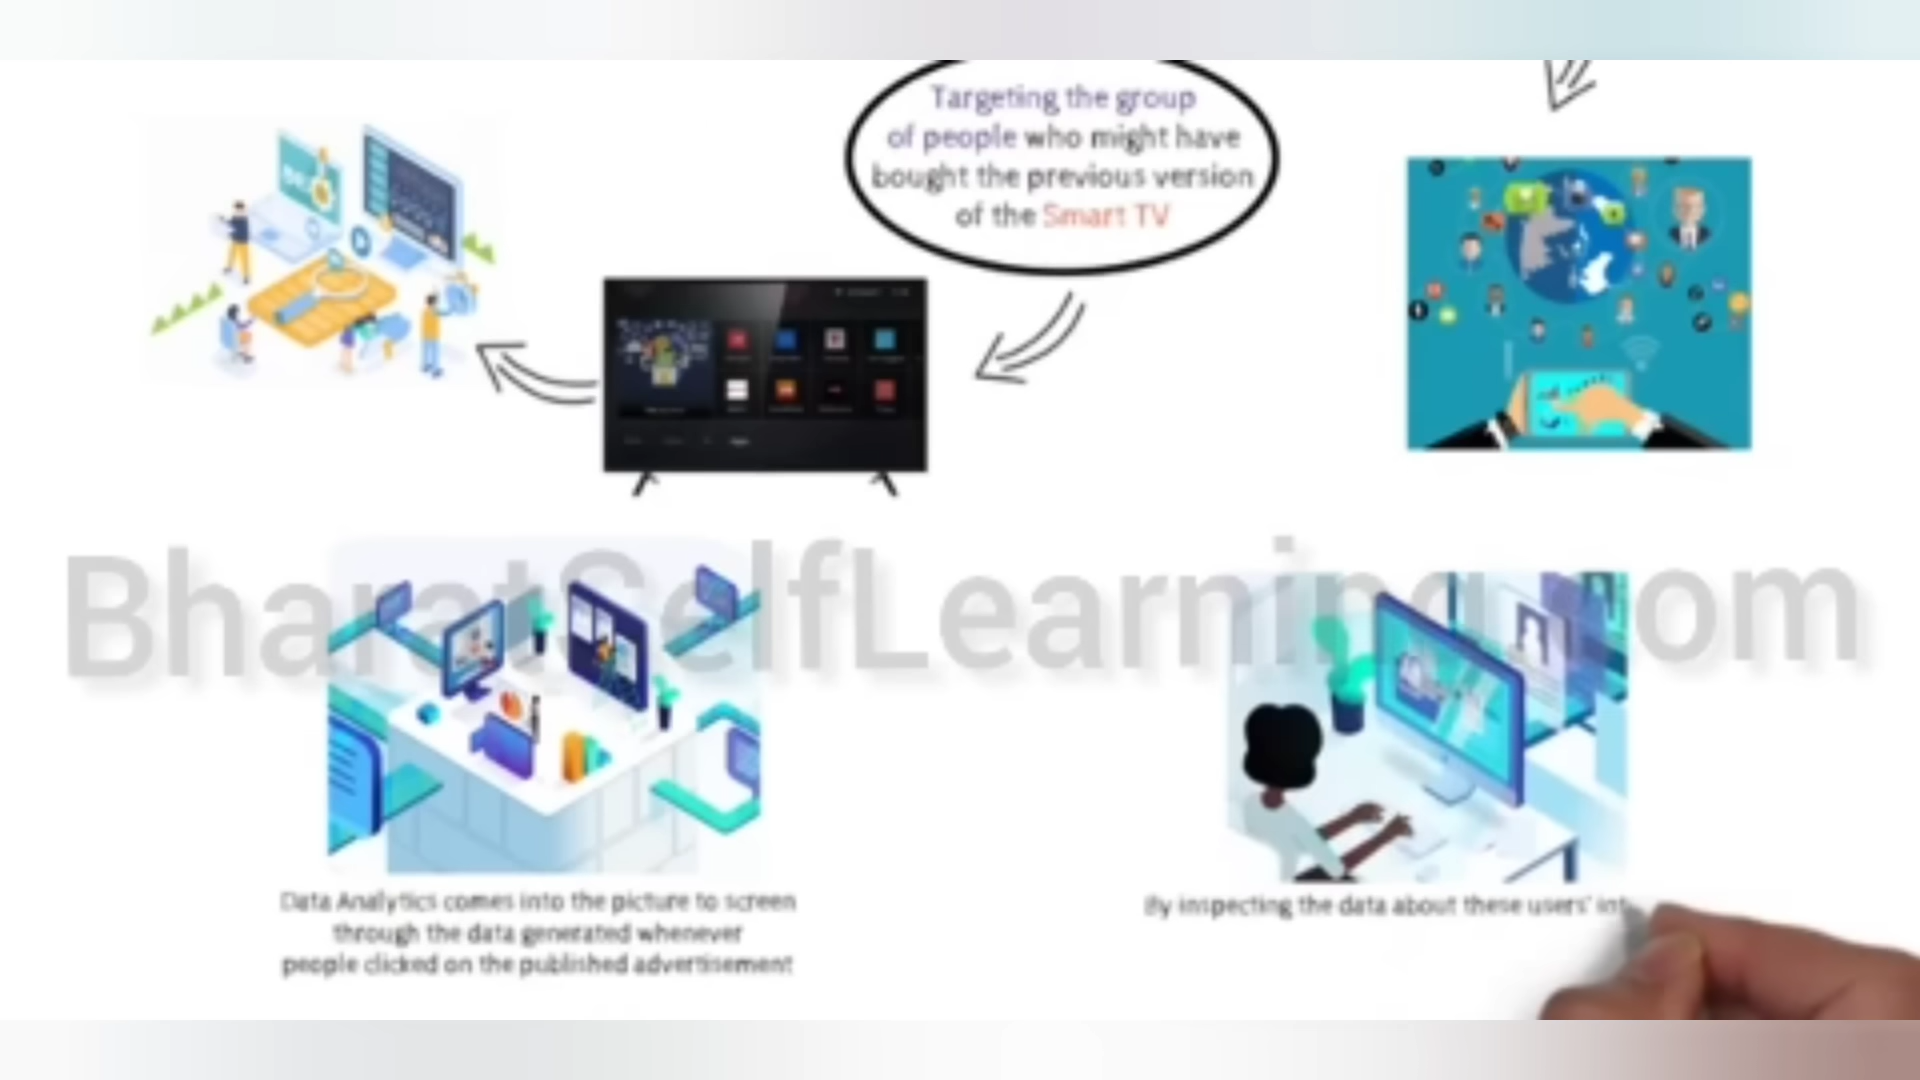 Targeting the group
of people who might have
bought the previous version
of the Smart TV
BharatSelfLearning.com
Data Analytics comes into the picture to screen
through the data generated whenever
people clicked on the published advertisement
By inspecting the data about these users' int